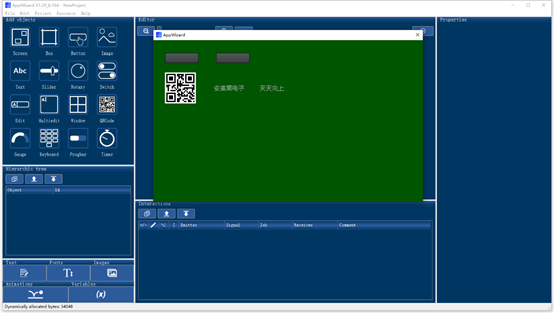 AppWizard V1.20_6.16d - NewProject
File Edit Project Resource Help
Add objects
Editor
Properties
AppWizard
Screen Box Button Image
Abc
Text Slider Rotary Switch
Edit Multiedit Window QRCode
Gauge Keyboard Progbar Timer
安富莱电子 天天向上
Hierarchic tree
Object Id
Interactions
Emitter Signal Job Receiver Comment
Text Fonts Images
Animations Variables
(x)
Dynamically allocated bytes: 34048